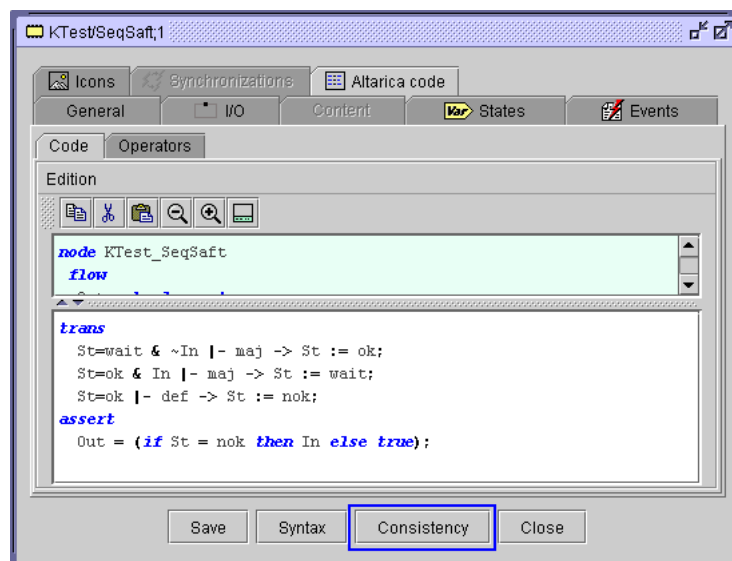 KTest/SeqSaft;1
Icons Synchronizations Altarica code
General I/O Content Var States Events
Code Operators
Edition
node KTest_SeqSaft
flow
trans
St=wait & ~In |- maj -> St := ok;
St=ok & In |- maj -> St := wait;
St=ok |- def -> St := nok;
assert
Out = (if St = nok then In else true);
Save Syntax Consistency Close